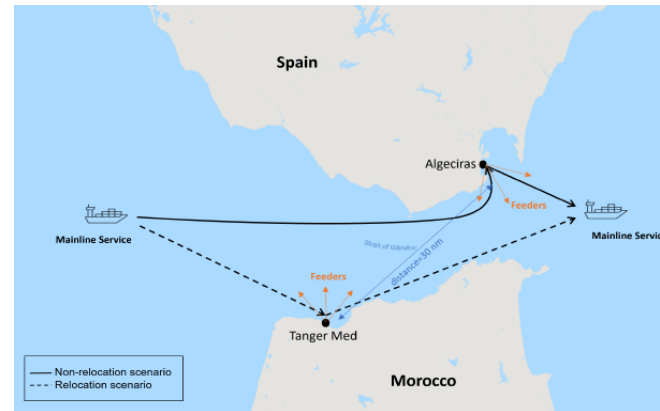 Spain
Algeciras
Feeders
Mainline Service
Mainline Service
Strait of Gibraltar
distance=30 nm
Feeders
Tanger Med
Morocco
Non-relocation scenario
Relocation scenario